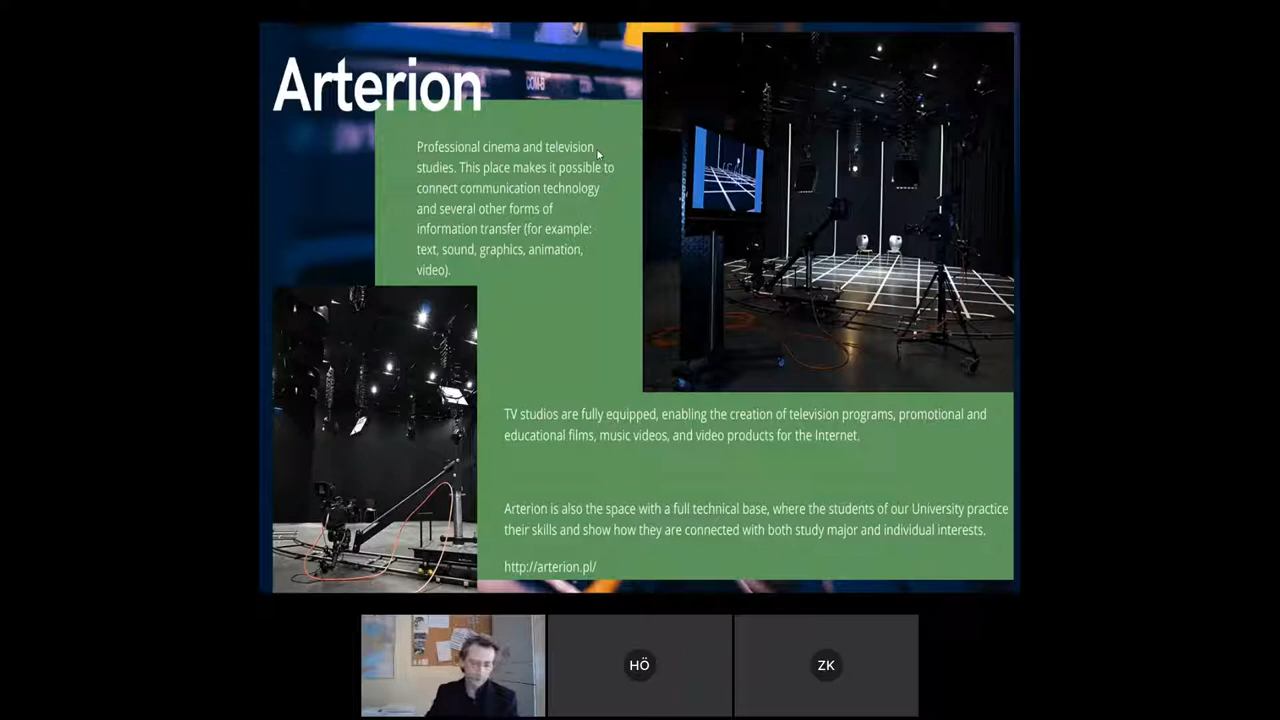 Arterion
COM-B
Professional cinema and television
studies. This place makes it possible to
connect communication technology
and several other forms of
information transfer (for example:
text, sound, graphics, animation,
video).
TV studios are fully equipped, enabling the creation of television programs, promotional and
educational films, music videos, and video products for the Internet.
Arterion is also the space with a full technical base, where the students of our University practice
their skills and show how they are connected with both study major and individual interests.
http://arterion.pl/
HÖ
ZK